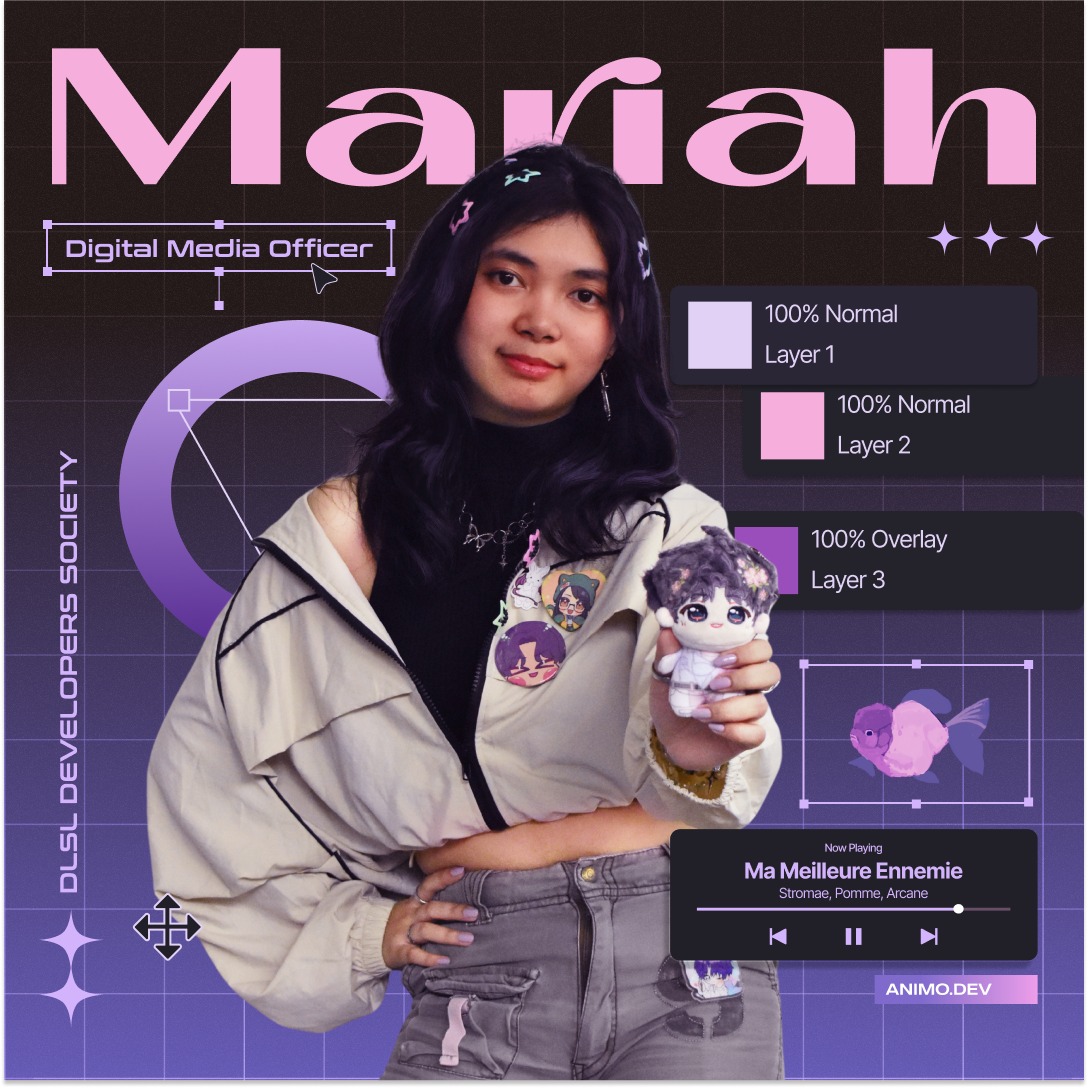 Mariah
Digital Media Officer
100% Normal
Layer 1
100% Normal
Layer 2
100% Overlay
Layer 3
DLSL DEVELOPERS SOCIETY
Now Playing
Ma Meilleure Ennemie
Stromae, Pomme, Arcane
ANIMO.DEV